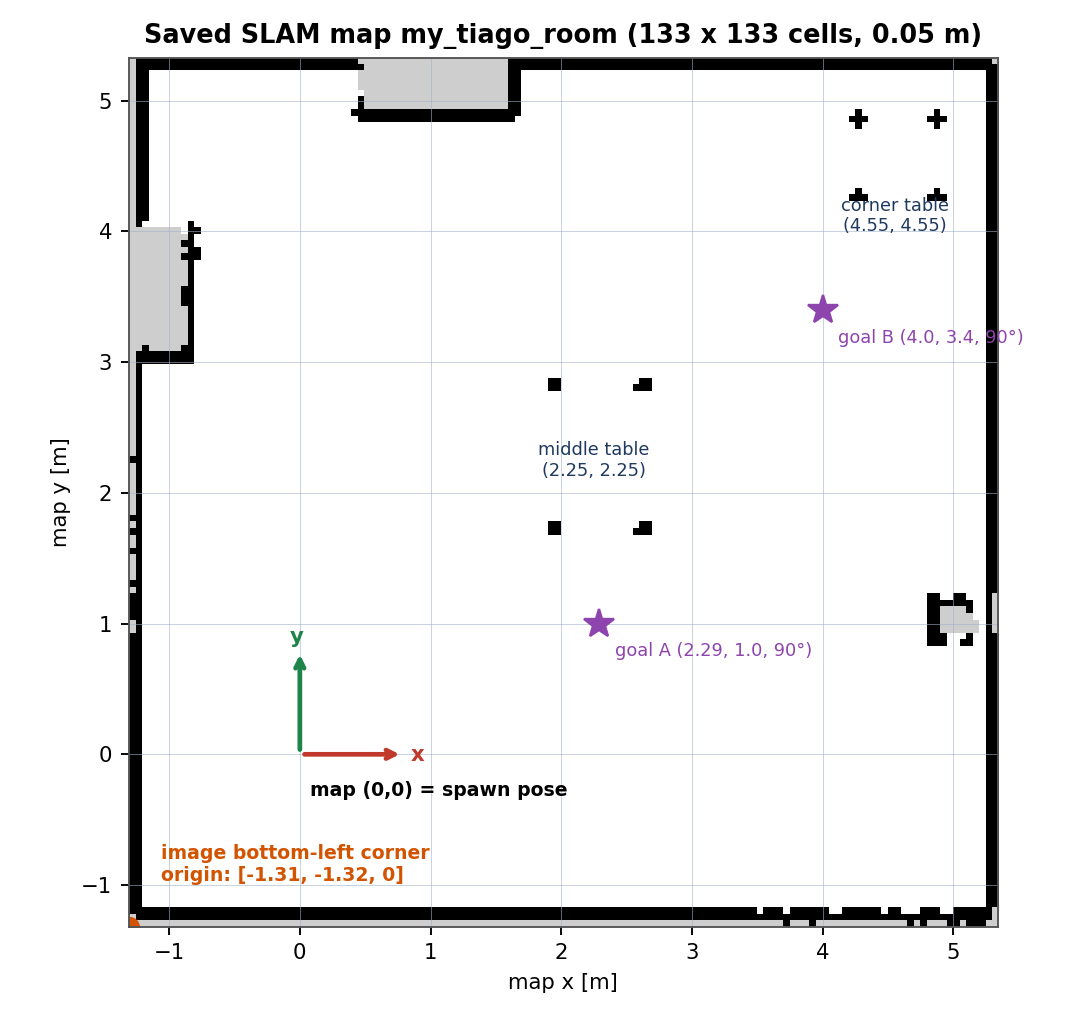 Saved SLAM map my_tiago_room (133 x 133 cells, 0.05 m)
5
corner table
(4.55, 4.55)
4
goal B (4.0, 3.4, 90°)
3
middle table
(2.25, 2.25)
2
map y [m]
1
goal A (2.29, 1.0, 90°)
y
0
x
map (0,0) = spawn pose
image bottom-left corner
origin: [-1.31, -1.32, 0]
−1
−1 0 1 2 3 4 5
map x [m]